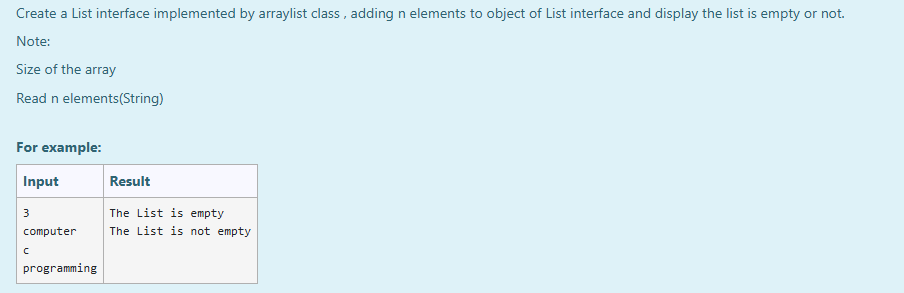 Create a List interface implemented by arraylist class , adding n elements to object of List interface and display the list is empty or not.
Note:
Size of the array
Read n elements(String)
For example:
Input Result
3 The List is empty
computer The List is not empty
c
programming